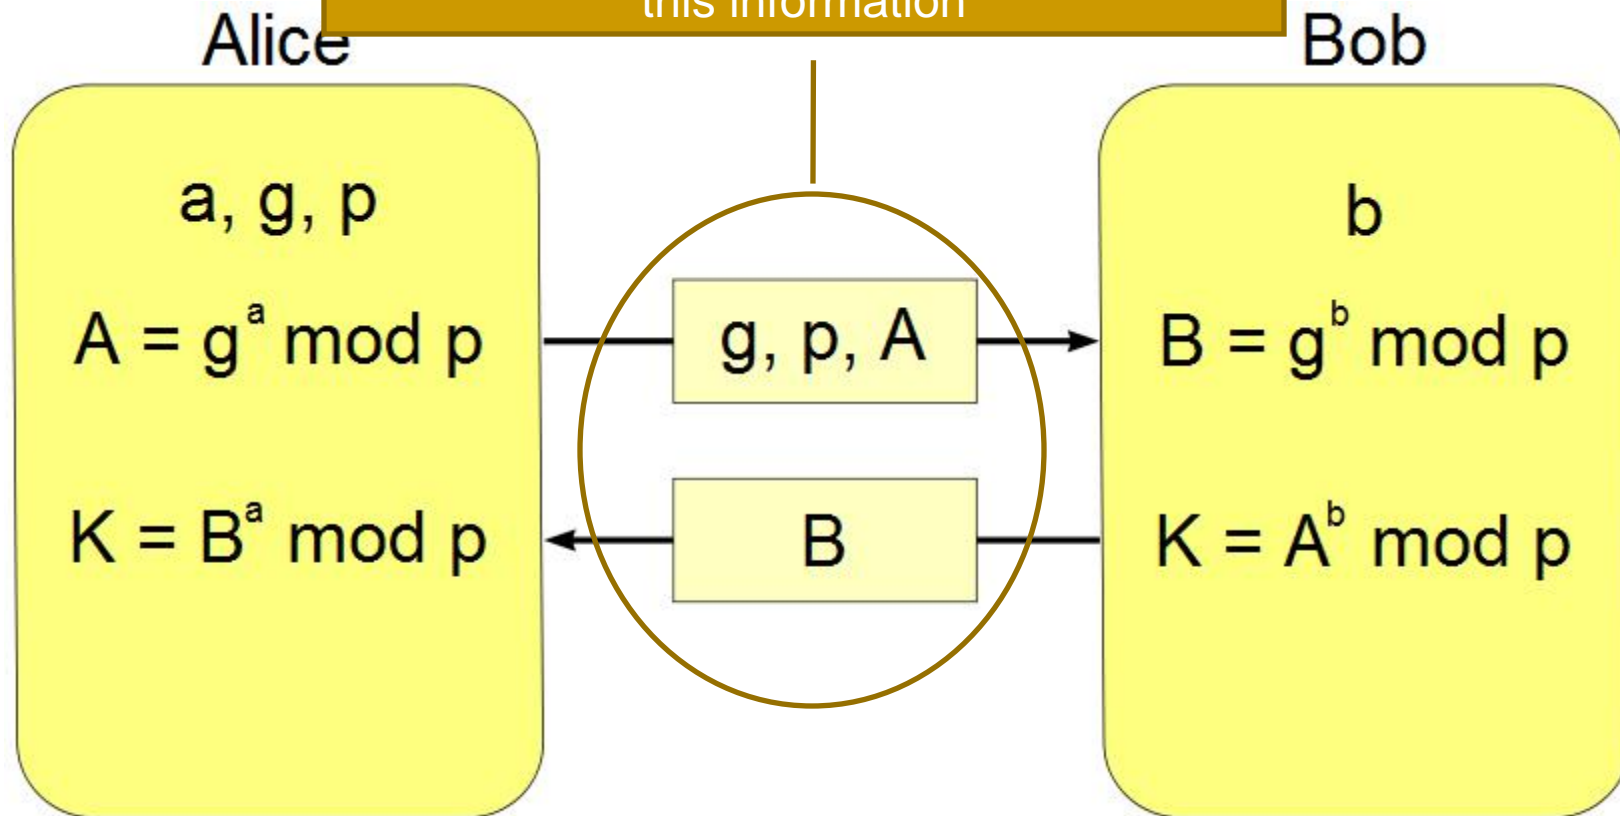 this information
Alice
Bob
a, g, p
b
A = g^a mod p
g, p, A
B = g^b mod p
K = B^a mod p
B
K = A^b mod p